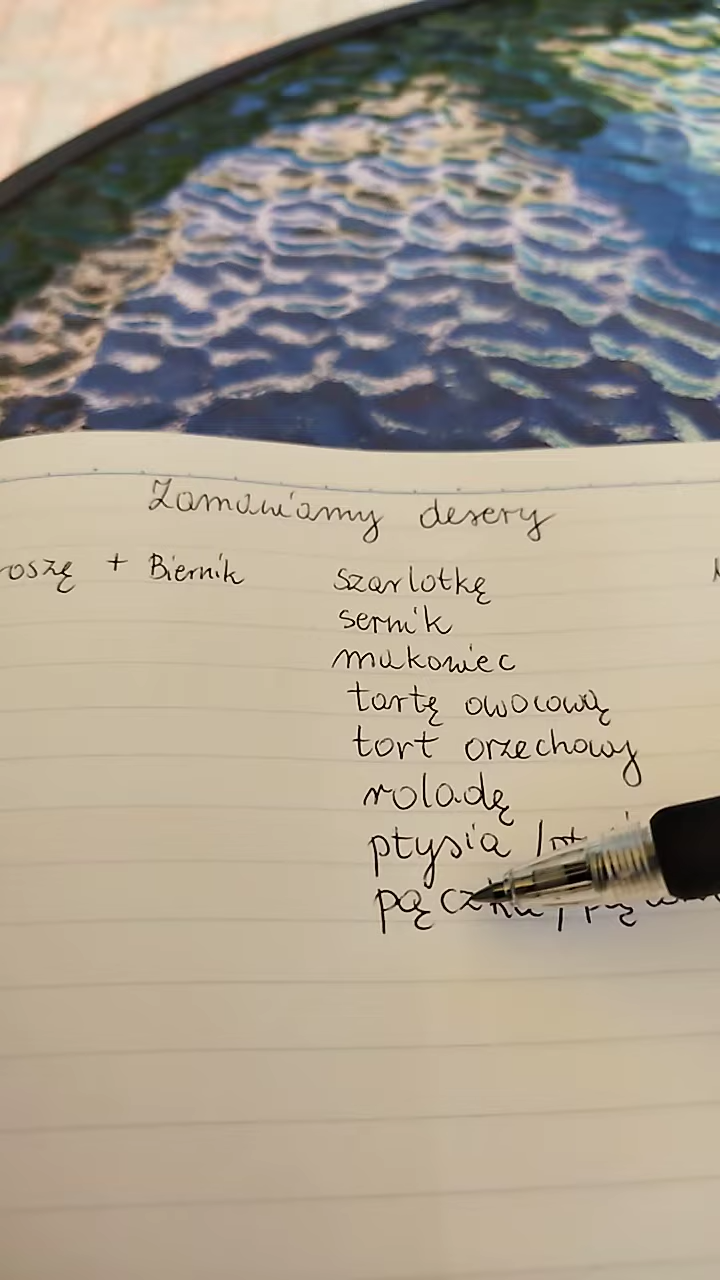 Zamawiamy desery
+ Biernik
szarlotkę
sernik
makowiec
tartę owocową
tort orzechowy
roladę
ptysia /